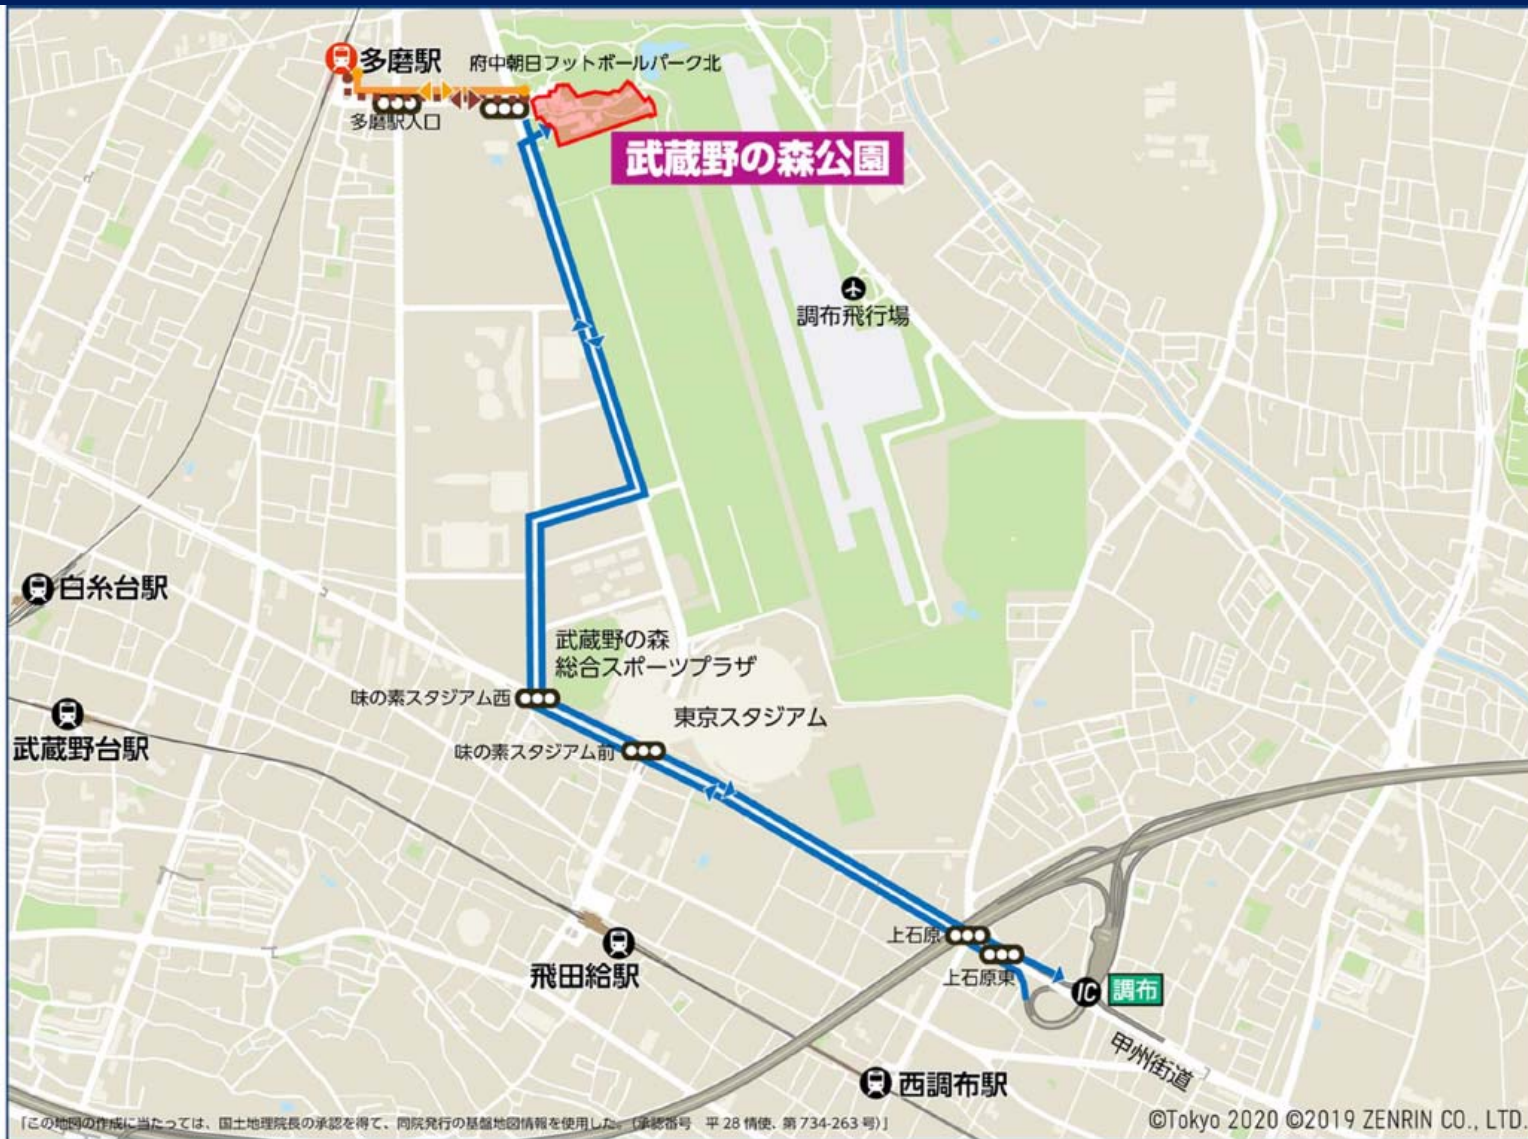 多磨駅
府中朝日フットボールパーク北
多磨駅入口
武蔵野の森公園
調布飛行場
白糸台駅
武蔵野の森
総合スポーツプラザ
味の素スタジアム西
東京スタジアム
武蔵野台駅
味の素スタジアム前
上石原
飛田給駅
上石原東
IC
調布
甲州街道
西調布駅
「この地図の作成に当たっては、国土地理院長の承認を得て、同院発行の基盤地図情報を使用した。(承認番号 平 28 情使、第 734-263 号)」
©Tokyo 2020 ©2019 ZENRIN CO., LTD.